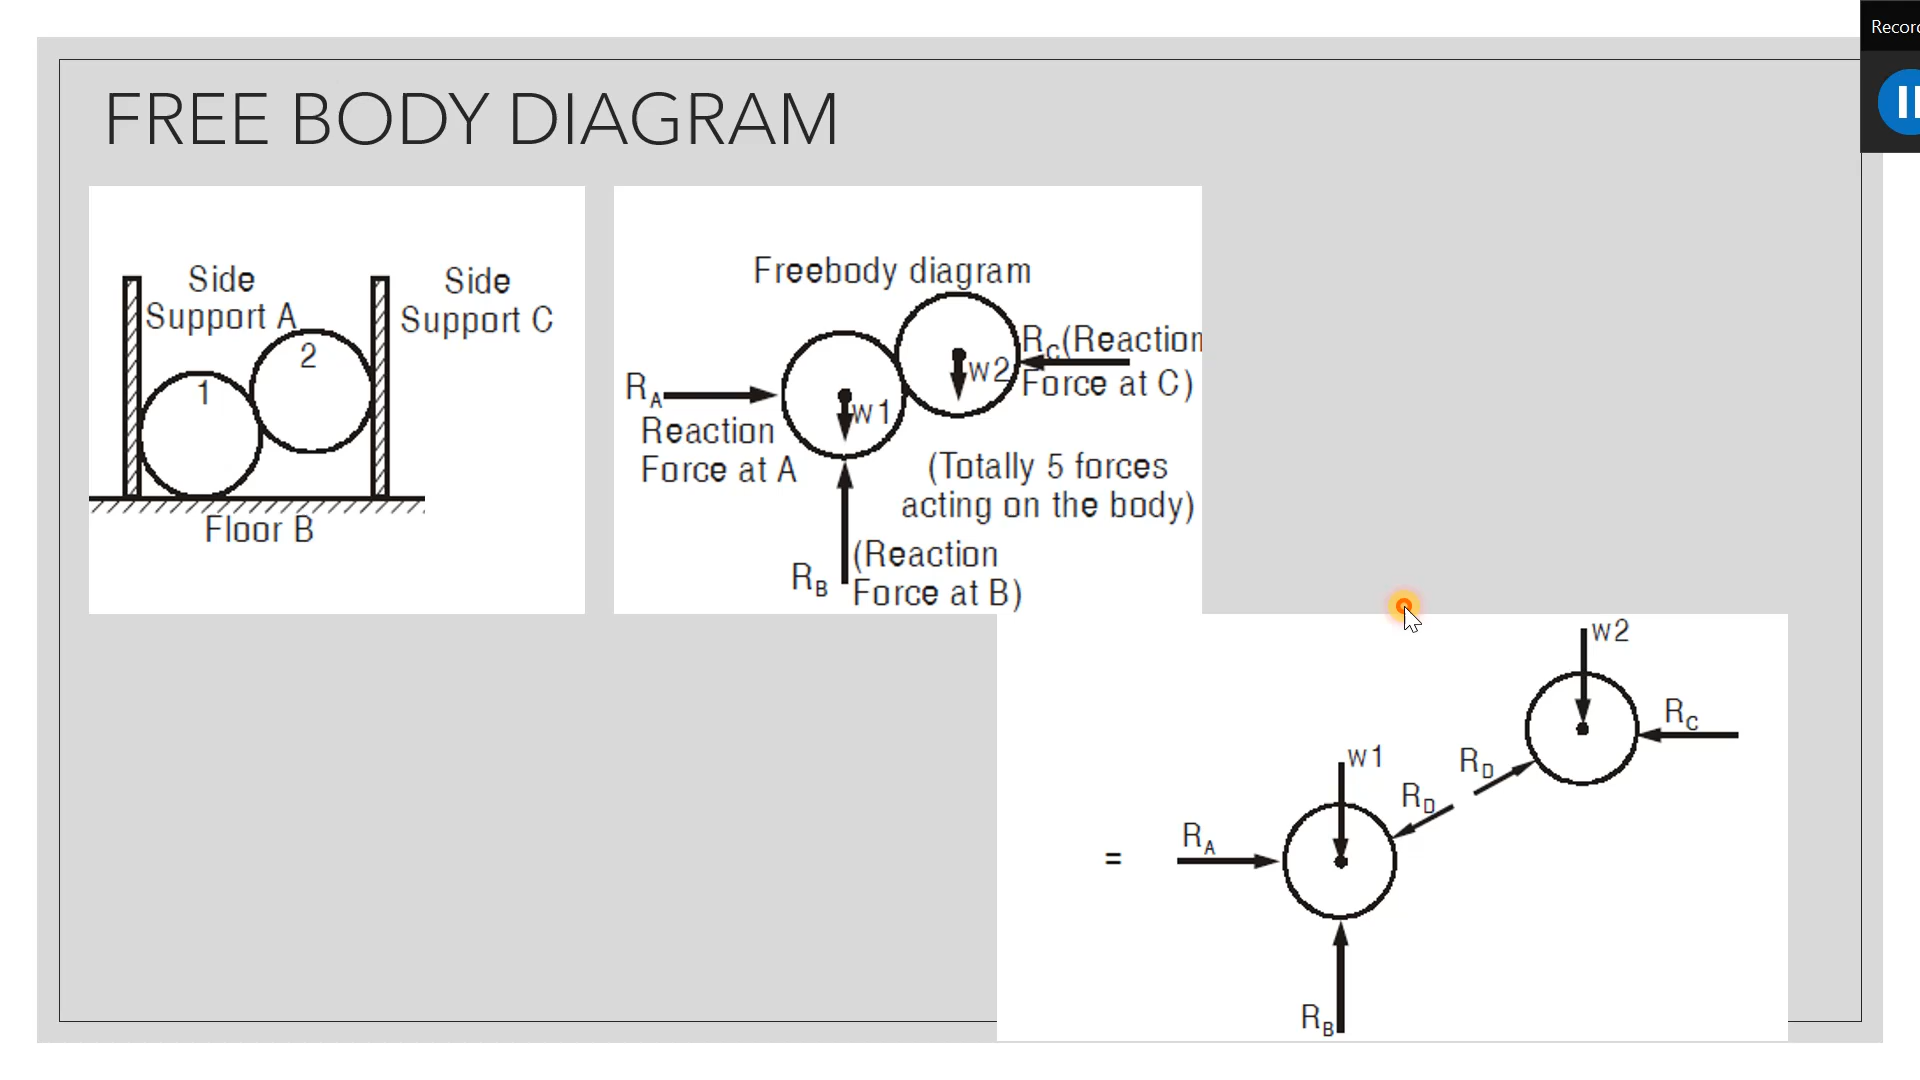 FREE BODY DIAGRAM
Side
Support A
Side
Support C
1
2
Floor B
Freebody diagram
RA
Reaction
Force at A
w1
w2
RC(Reaction
Force at C)
(Totally 5 forces
acting on the body)
RB
(Reaction
Force at B)
=
w2
RC
w1
RD
RD
RA
RB